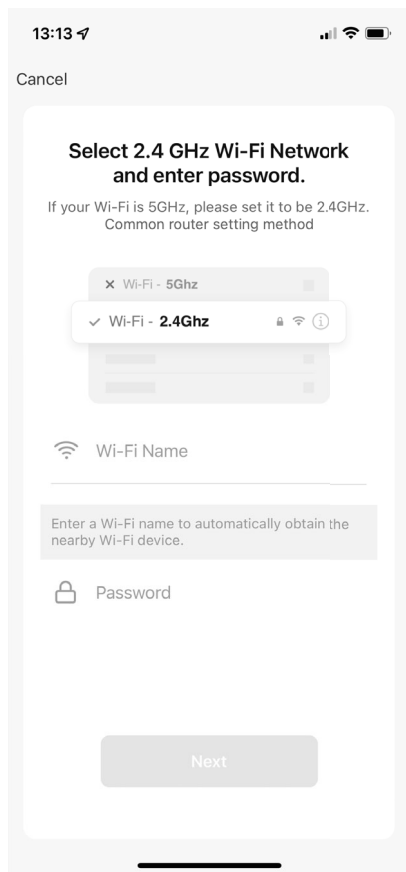 13:13
Cancel
Select 2.4 GHz Wi-Fi Network
and enter password.
If your Wi-Fi is 5GHz, please set it to be 2.4GHz.
Common router setting method
Wi-Fi - 5Ghz
Wi-Fi - 2.4Ghz
Wi-Fi Name
Enter a Wi-Fi name to automatically obtain the
nearby Wi-Fi device.
Password
Next